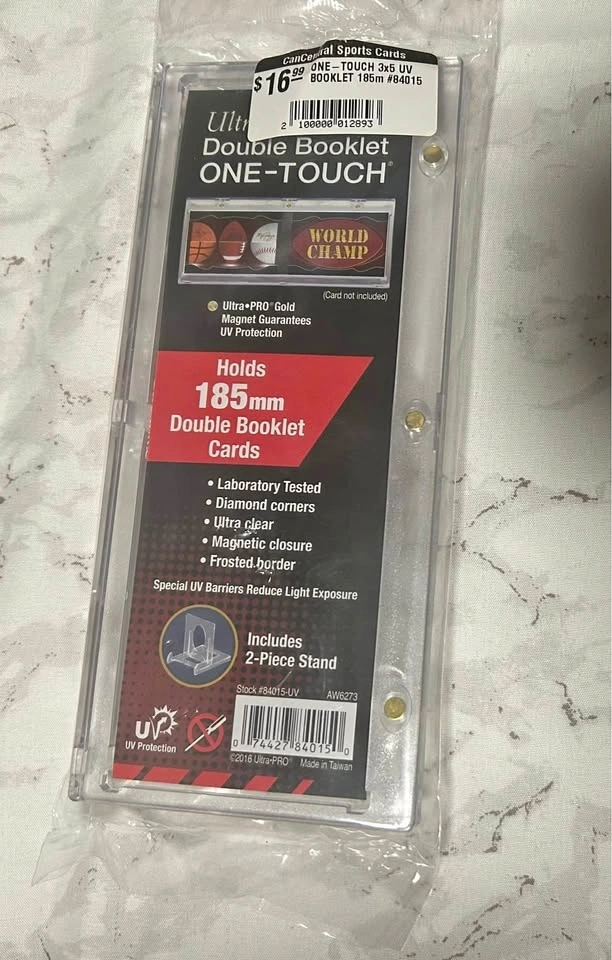 CanCentral Sports Cards
$16.99
ONE-TOUCH 3x5 UV
BOOKLET 185m #84015
2 100000 012893
Ultr
Double Booklet
ONE-TOUCH®
WORLD
CHAMP
(Card not included)
Ultra•PRO® Gold
Magnet Guarantees
UV Protection
Holds
185mm
Double Booklet
Cards
• Laboratory Tested
• Diamond corners
• Ultra clear
• Magnetic closure
• Frosted border
Special UV Barriers Reduce Light Exposure
Includes
2-Piece Stand
Stock #84015-UV AW6273
UV
UV Protection
0 74427 84015 0
©2016 Ultra•PRO® Made in Taiwan